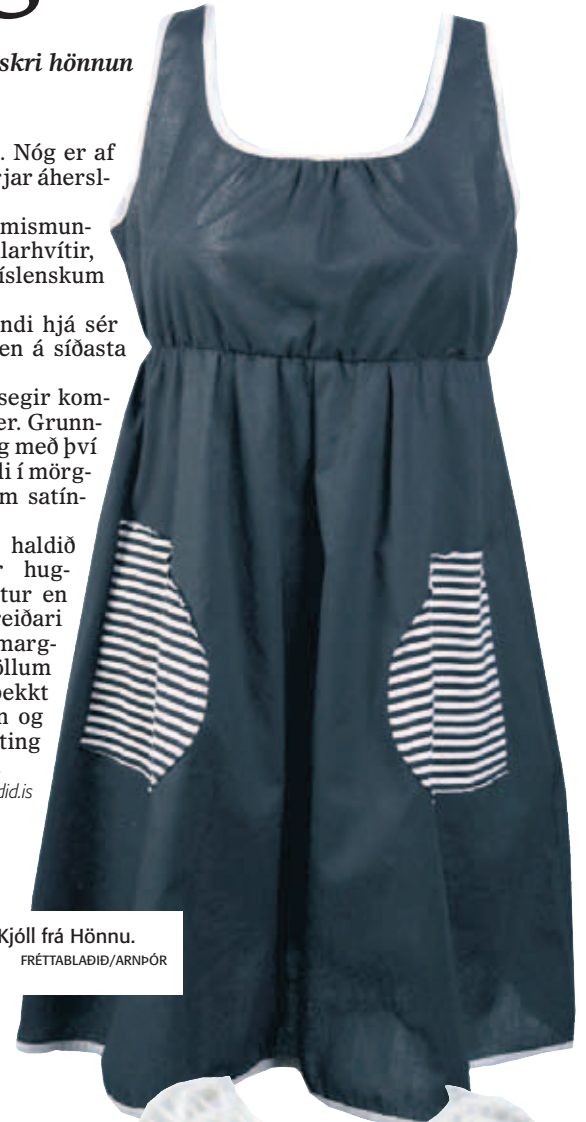 skri hönnun
. Nóg er af
jar áhersl-
mismun-
larhvítir,
íslenskum
ndi hjá sér
en á síðasta
segir kom-
er. Grunn-
g með því
li í mörg-
m satín-
haldið
r hug-
tur en
eiðari
marg-
öllum
þekkt
n og
ting
did.is
Kjóll frá Hönnu.
FRÉTTABLAÐIÐ/ARNÞÓR